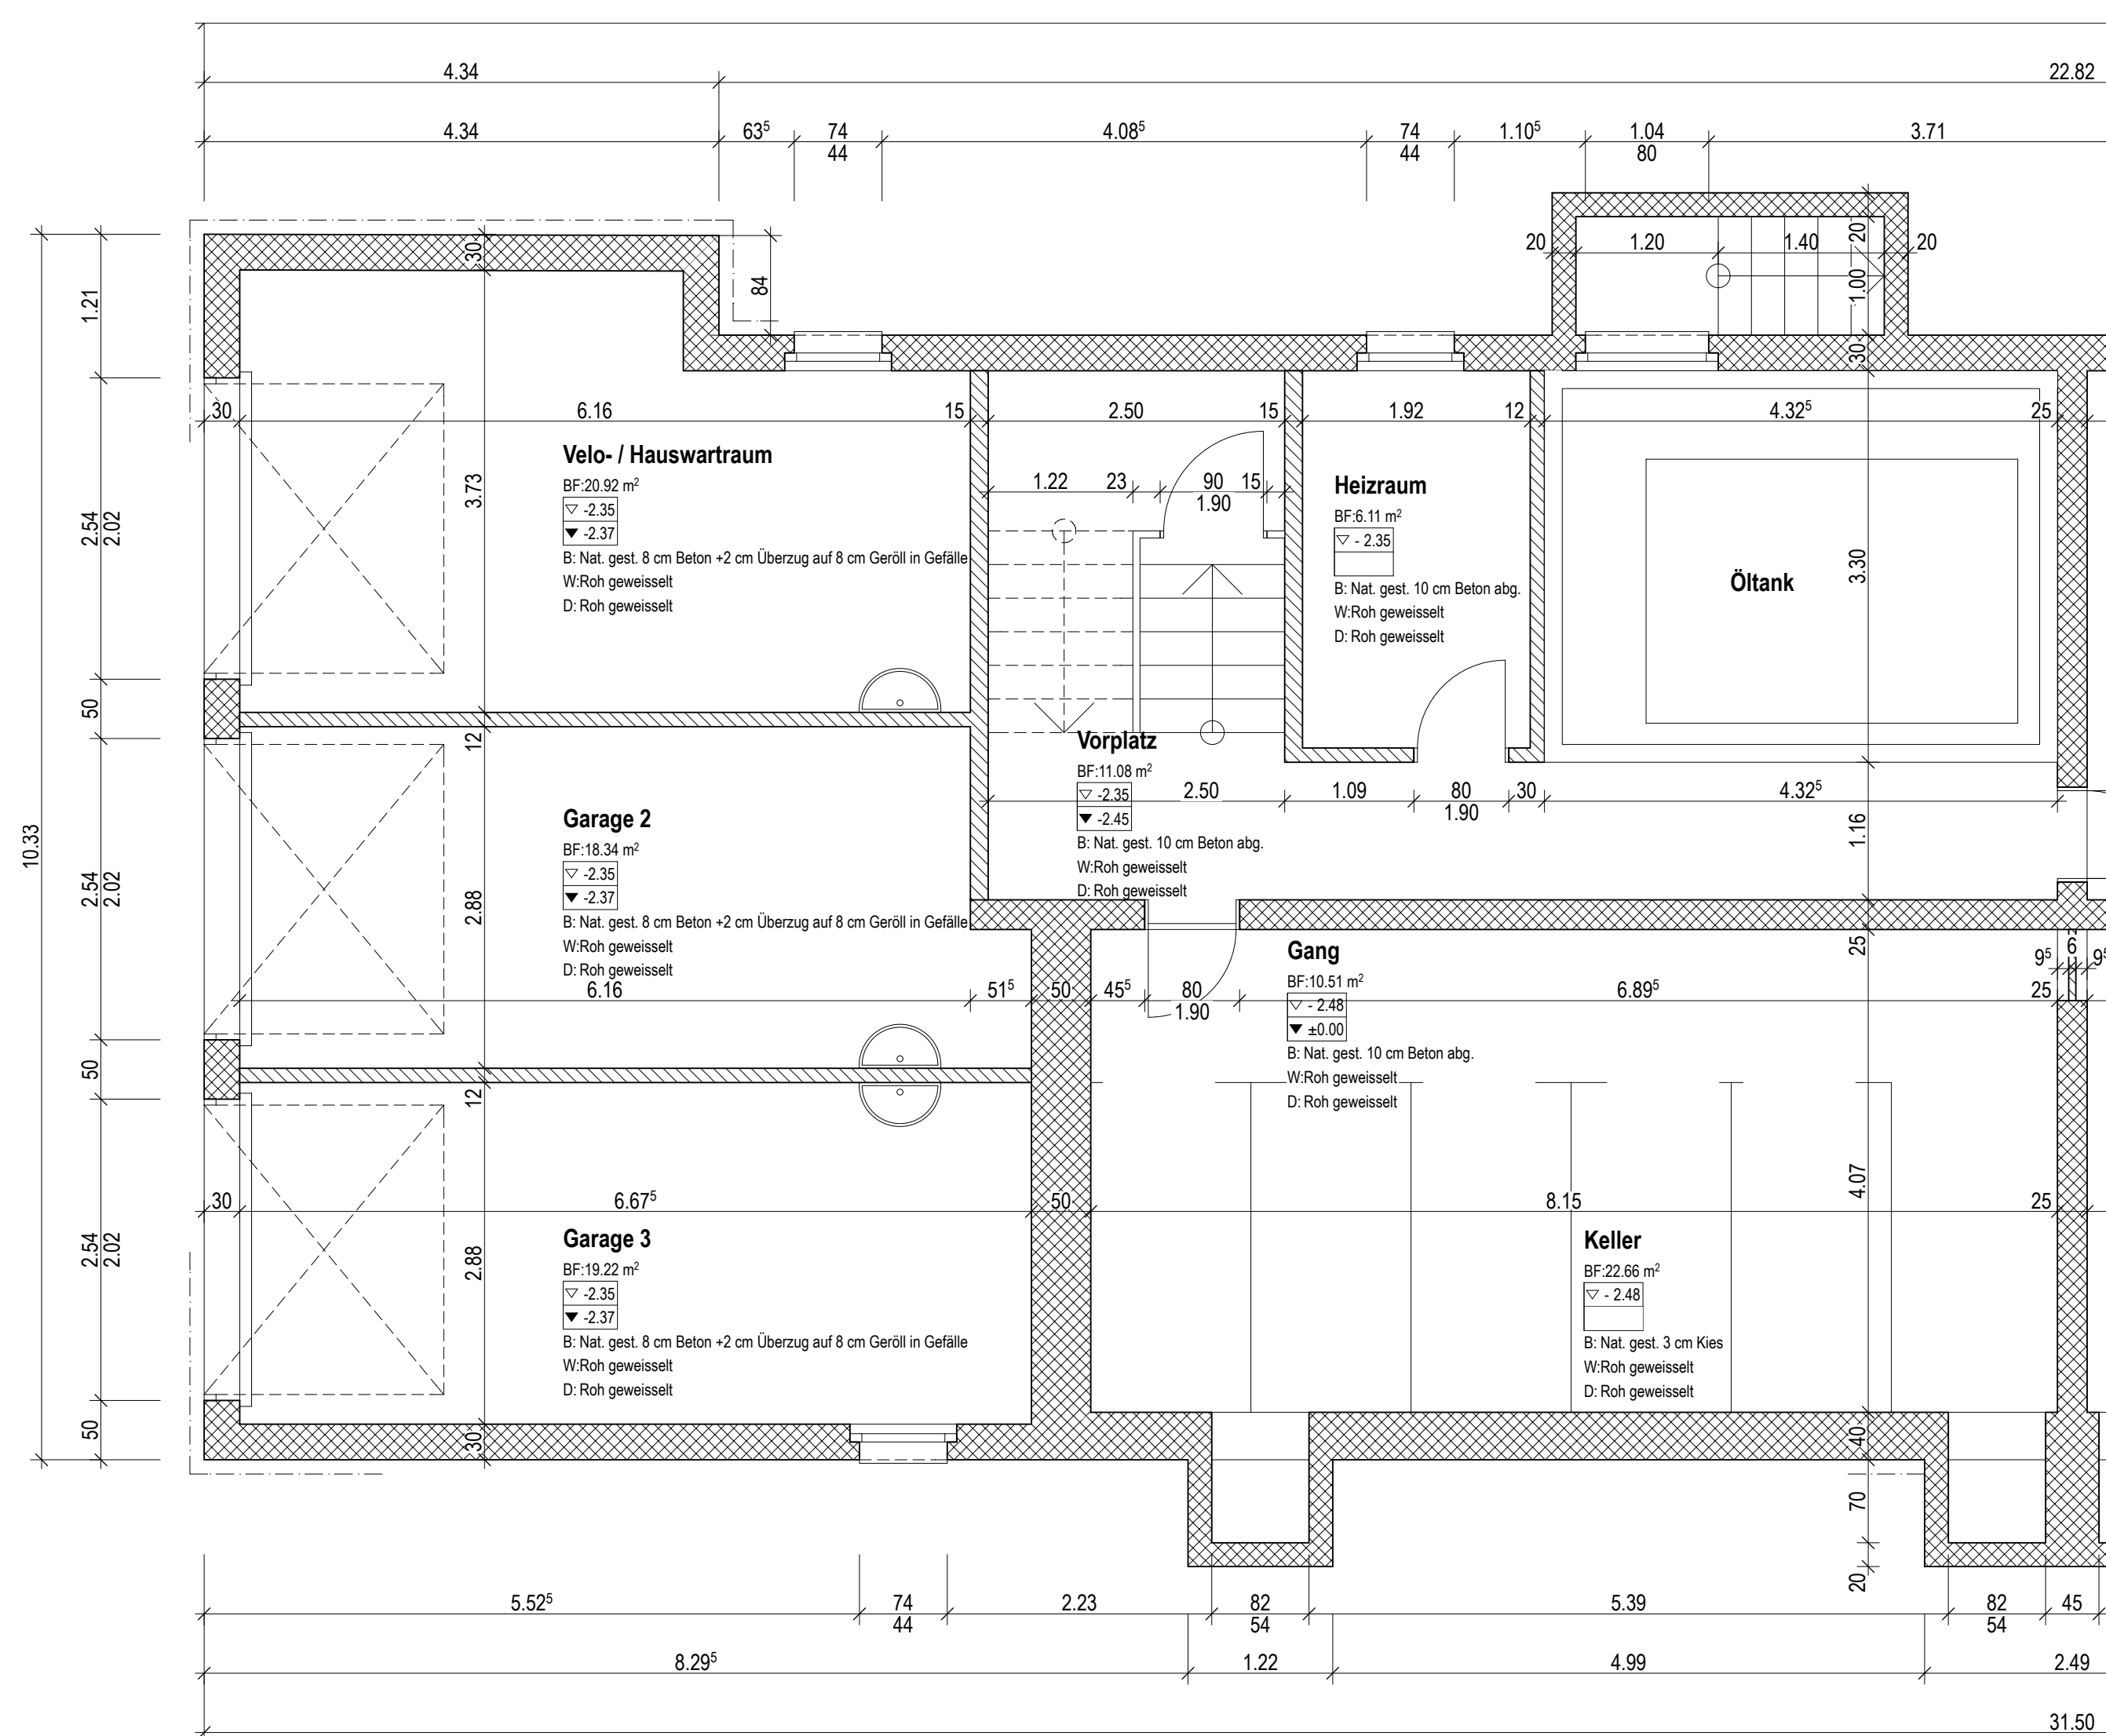 4.34
22.82
4.34
63⁵
74
44
4.08⁵
74
44
1.10⁵
1.04
80
3.71
20
1.20
1.40
20
20
1.00
30
30
84
10.33
1.21
2.54
2.02
50
2.54
2.02
50
2.54
2.02
50
30
6.16
15
2.50
15
1.92
12
4.32⁵
25
Velo- / Hauswartraum
BF:20.92 m²
▽ -2.35
▼ -2.37
B: Nat. gest. 8 cm Beton +2 cm Überzug auf 8 cm Geröll in Gefälle
W:Roh geweisselt
D: Roh geweisselt
3.73
1.22
23
90
1.90
15
Heizraum
BF:6.11 m²
▽ - 2.35
B: Nat. gest. 10 cm Beton abg.
W:Roh geweisselt
D: Roh geweisselt
Öltank
3.30
12
Vorplatz
BF:11.08 m²
▽ -2.35
▼ -2.45
B: Nat. gest. 10 cm Beton abg.
W:Roh geweisselt
D: Roh geweisselt
2.50
1.09
80
1.90
30
4.32⁵
1.16
Garage 2
BF:18.34 m²
▽ -2.35
▼ -2.37
B: Nat. gest. 8 cm Beton +2 cm Überzug auf 8 cm Geröll in Gefälle
W:Roh geweisselt
D: Roh geweisselt
2.88
6.16
51⁵
50
45⁵
80
1.90
Gang
BF:10.51 m²
▽ - 2.48
▼ ±0.00
B: Nat. gest. 10 cm Beton abg.
W:Roh geweisselt
D: Roh geweisselt
6.89⁵
25
25
9⁵
6
9⁵
12
30
6.67⁵
50
8.15
25
Garage 3
BF:19.22 m²
▽ -2.35
▼ -2.37
B: Nat. gest. 8 cm Beton +2 cm Überzug auf 8 cm Geröll in Gefälle
W:Roh geweisselt
D: Roh geweisselt
2.88
30
4.07
Keller
BF:22.66 m²
▽ - 2.48
B: Nat. gest. 3 cm Kies
W:Roh geweisselt
D: Roh geweisselt
40
70
20
5.52⁵
74
44
2.23
82
54
5.39
82
54
45
8.29⁵
1.22
4.99
2.49
31.50